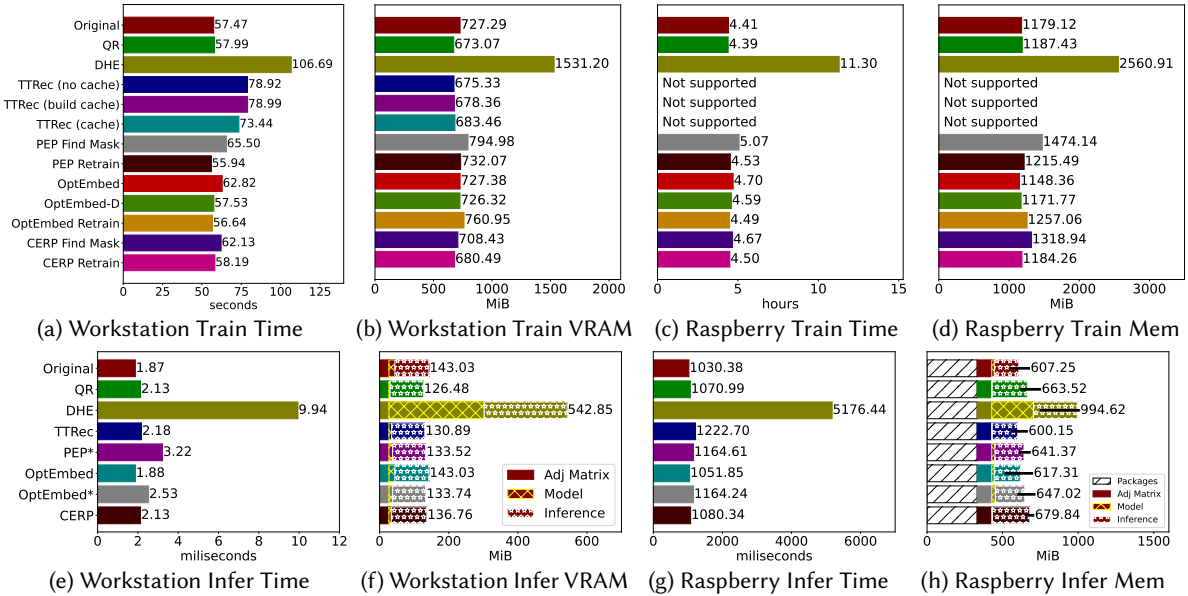 Original
QR
DHE
TTRec (no cache)
TTRec (build cache)
TTRec (cache)
PEP Find Mask
PEP Retrain
OptEmbed
OptEmbed-D
OptEmbed Retrain
CERP Find Mask
CERP Retrain
57.47
57.99
106.69
78.92
78.99
73.44
65.50
55.94
62.82
57.53
56.64
62.13
58.19
0 25 50 75 100 125
seconds
(a) Workstation Train Time
727.29
673.07
1531.20
675.33
678.36
683.46
794.98
732.07
727.38
726.32
760.95
708.43
680.49
0 500 1000 1500 2000
MiB
(b) Workstation Train VRAM
4.41
4.39
11.30
Not supported
Not supported
Not supported
5.07
4.53
4.70
4.59
4.49
4.67
4.50
0 5 10 15
hours
(c) Raspberry Train Time
1179.12
1187.43
2560.91
Not supported
Not supported
Not supported
1474.14
1215.49
1148.36
1171.77
1257.06
1318.94
1184.26
0 1000 2000 3000
MiB
(d) Raspberry Train Mem
Original
QR
DHE
TTRec
PEP*
OptEmbed
OptEmbed*
CERP
1.87
2.13
9.94
2.18
3.22
1.88
2.53
2.13
0 2 4 6 8 10 12
miliseconds
(e) Workstation Infer Time
143.03
126.48
542.85
130.89
133.52
143.03
133.74
136.76
Adj Matrix
Model
Inference
0 200 400 600
MiB
(f) Workstation Infer VRAM
1030.38
1070.99
5176.44
1222.70
1164.61
1051.85
1164.24
1080.34
0 2000 4000 6000
miliseconds
(g) Raspberry Infer Time
607.25
663.52
994.62
600.15
641.37
617.31
647.02
679.84
Packages
Adj Matrix
Model
Inference
0 500 1000 1500
MiB
(h) Raspberry Infer Mem